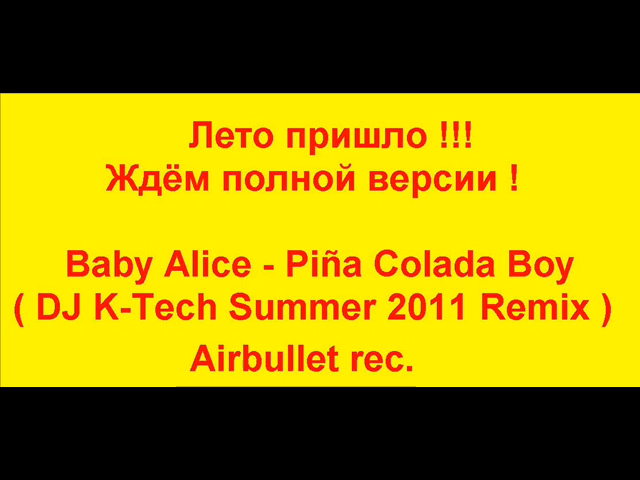 Лето пришло !!!
Ждём полной версии !
Baby Alice - Piña Colada Boy
( DJ K-Tech Summer 2011 Remix )
Airbullet rec.